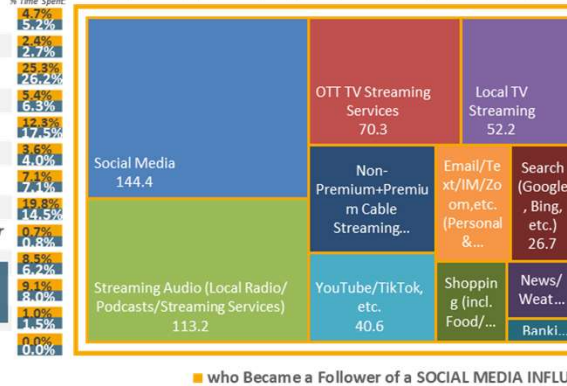 % Time Spent:
4.7%
5.2%
2.4%
2.7%
25.3%
26.2%
5.4%
6.3%
12.3%
17.5%
3.6%
4.0%
7.1%
7.1%
19.8%
14.5%
0.7%
0.8%
8.5%
6.2%
9.1%
8.0%
1.0%
1.5%
0.0%
0.0%
Social Media
144.4
Streaming Audio (Local Radio/
Podcasts/Streaming Services)
113.2
OTT TV Streaming
Services
70.3
Local TV
Streaming
52.2
Non-
Premium+Premiu
m Cable
Streaming...
Email/Te
xt/IM/Zo
om,etc.
(Personal
&...
Search
(Google
, Bing,
etc.)
26.7
YouTube/TikTok,
etc.
40.6
Shoppin
g (incl.
Food/...
News/
Weat...
Banki...
who Became a Follower of a SOCIAL MEDIA INFLU